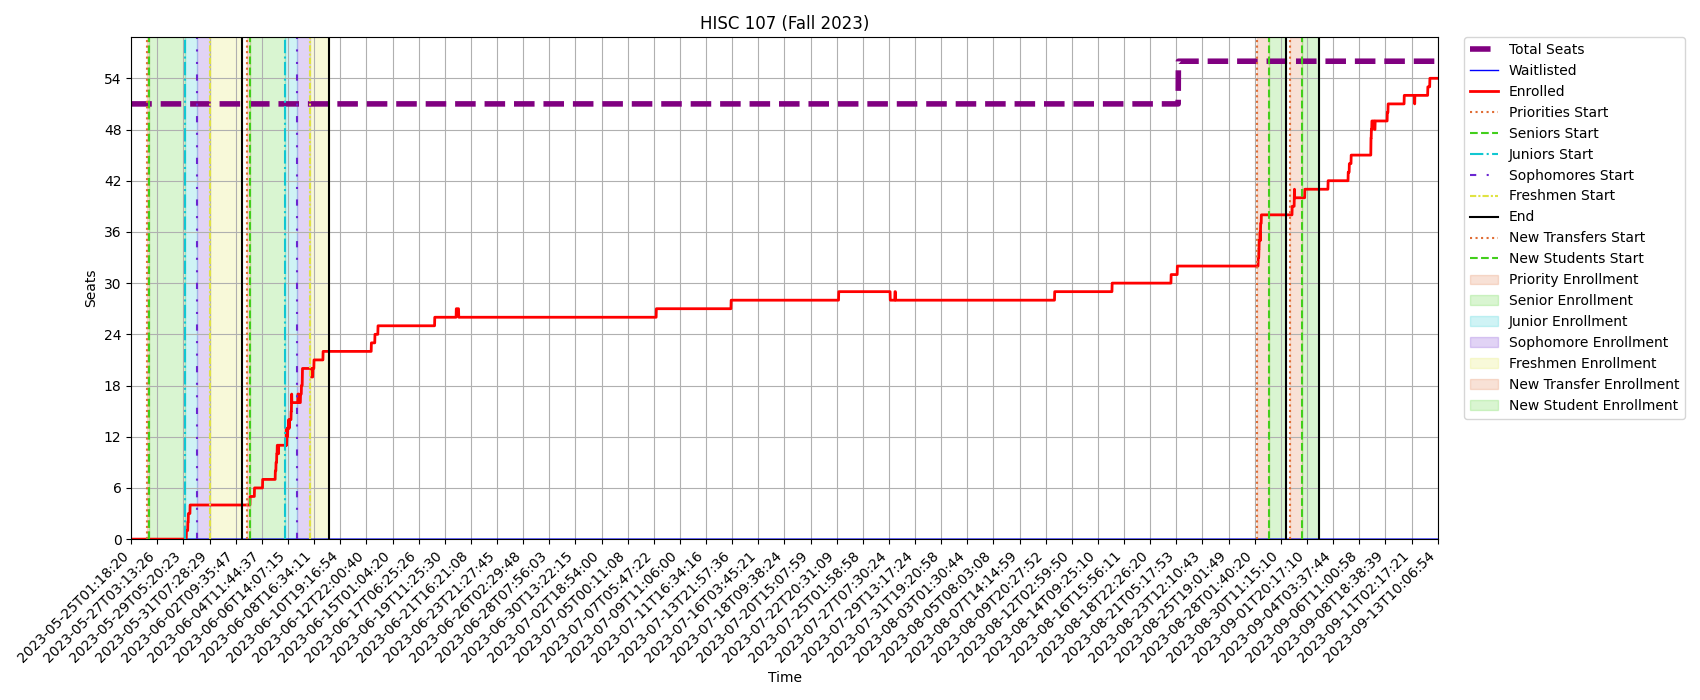 HISC 107 (Fall 2023)
Total Seats
Waitlisted
Enrolled
Priorities Start
Seniors Start
Juniors Start
Sophomores Start
Freshmen Start
End
New Transfers Start
New Students Start
Priority Enrollment
Senior Enrollment
Junior Enrollment
Sophomore Enrollment
Freshmen Enrollment
New Transfer Enrollment
New Student Enrollment
Seats
54
48
42
36
30
24
18
12
6
0
2023-05-25T01:18:20
2023-05-27T03:13:26
2023-05-29T05:20:23
2023-05-31T07:28:29
2023-06-02T09:35:47
2023-06-04T11:44:37
2023-06-06T14:07:15
2023-06-08T16:34:11
2023-06-10T19:16:54
2023-06-12T22:00:40
2023-06-15T01:04:20
2023-06-17T06:25:26
2023-06-19T11:25:30
2023-06-21T16:21:08
2023-06-23T21:27:45
2023-06-26T02:29:48
2023-06-28T07:56:03
2023-06-30T13:22:15
2023-07-02T18:54:00
2023-07-05T00:11:08
2023-07-07T05:47:22
2023-07-09T11:06:00
2023-07-11T16:34:16
2023-07-13T21:57:36
2023-07-16T03:45:21
2023-07-18T09:38:24
2023-07-20T15:07:59
2023-07-22T20:31:09
2023-07-25T01:58:58
2023-07-27T07:30:24
2023-07-29T13:17:24
2023-07-31T19:20:58
2023-08-03T01:30:44
2023-08-05T08:03:08
2023-08-07T14:14:59
2023-08-09T20:27:52
2023-08-12T02:59:50
2023-08-14T09:25:10
2023-08-16T15:56:11
2023-08-18T22:26:20
2023-08-21T05:17:53
2023-08-23T12:10:43
2023-08-25T19:01:49
2023-08-28T01:40:20
2023-08-30T11:15:10
2023-09-01T20:17:10
2023-09-04T03:37:44
2023-09-06T11:00:58
2023-09-08T18:38:39
2023-09-11T02:17:21
2023-09-13T10:06:54
Time